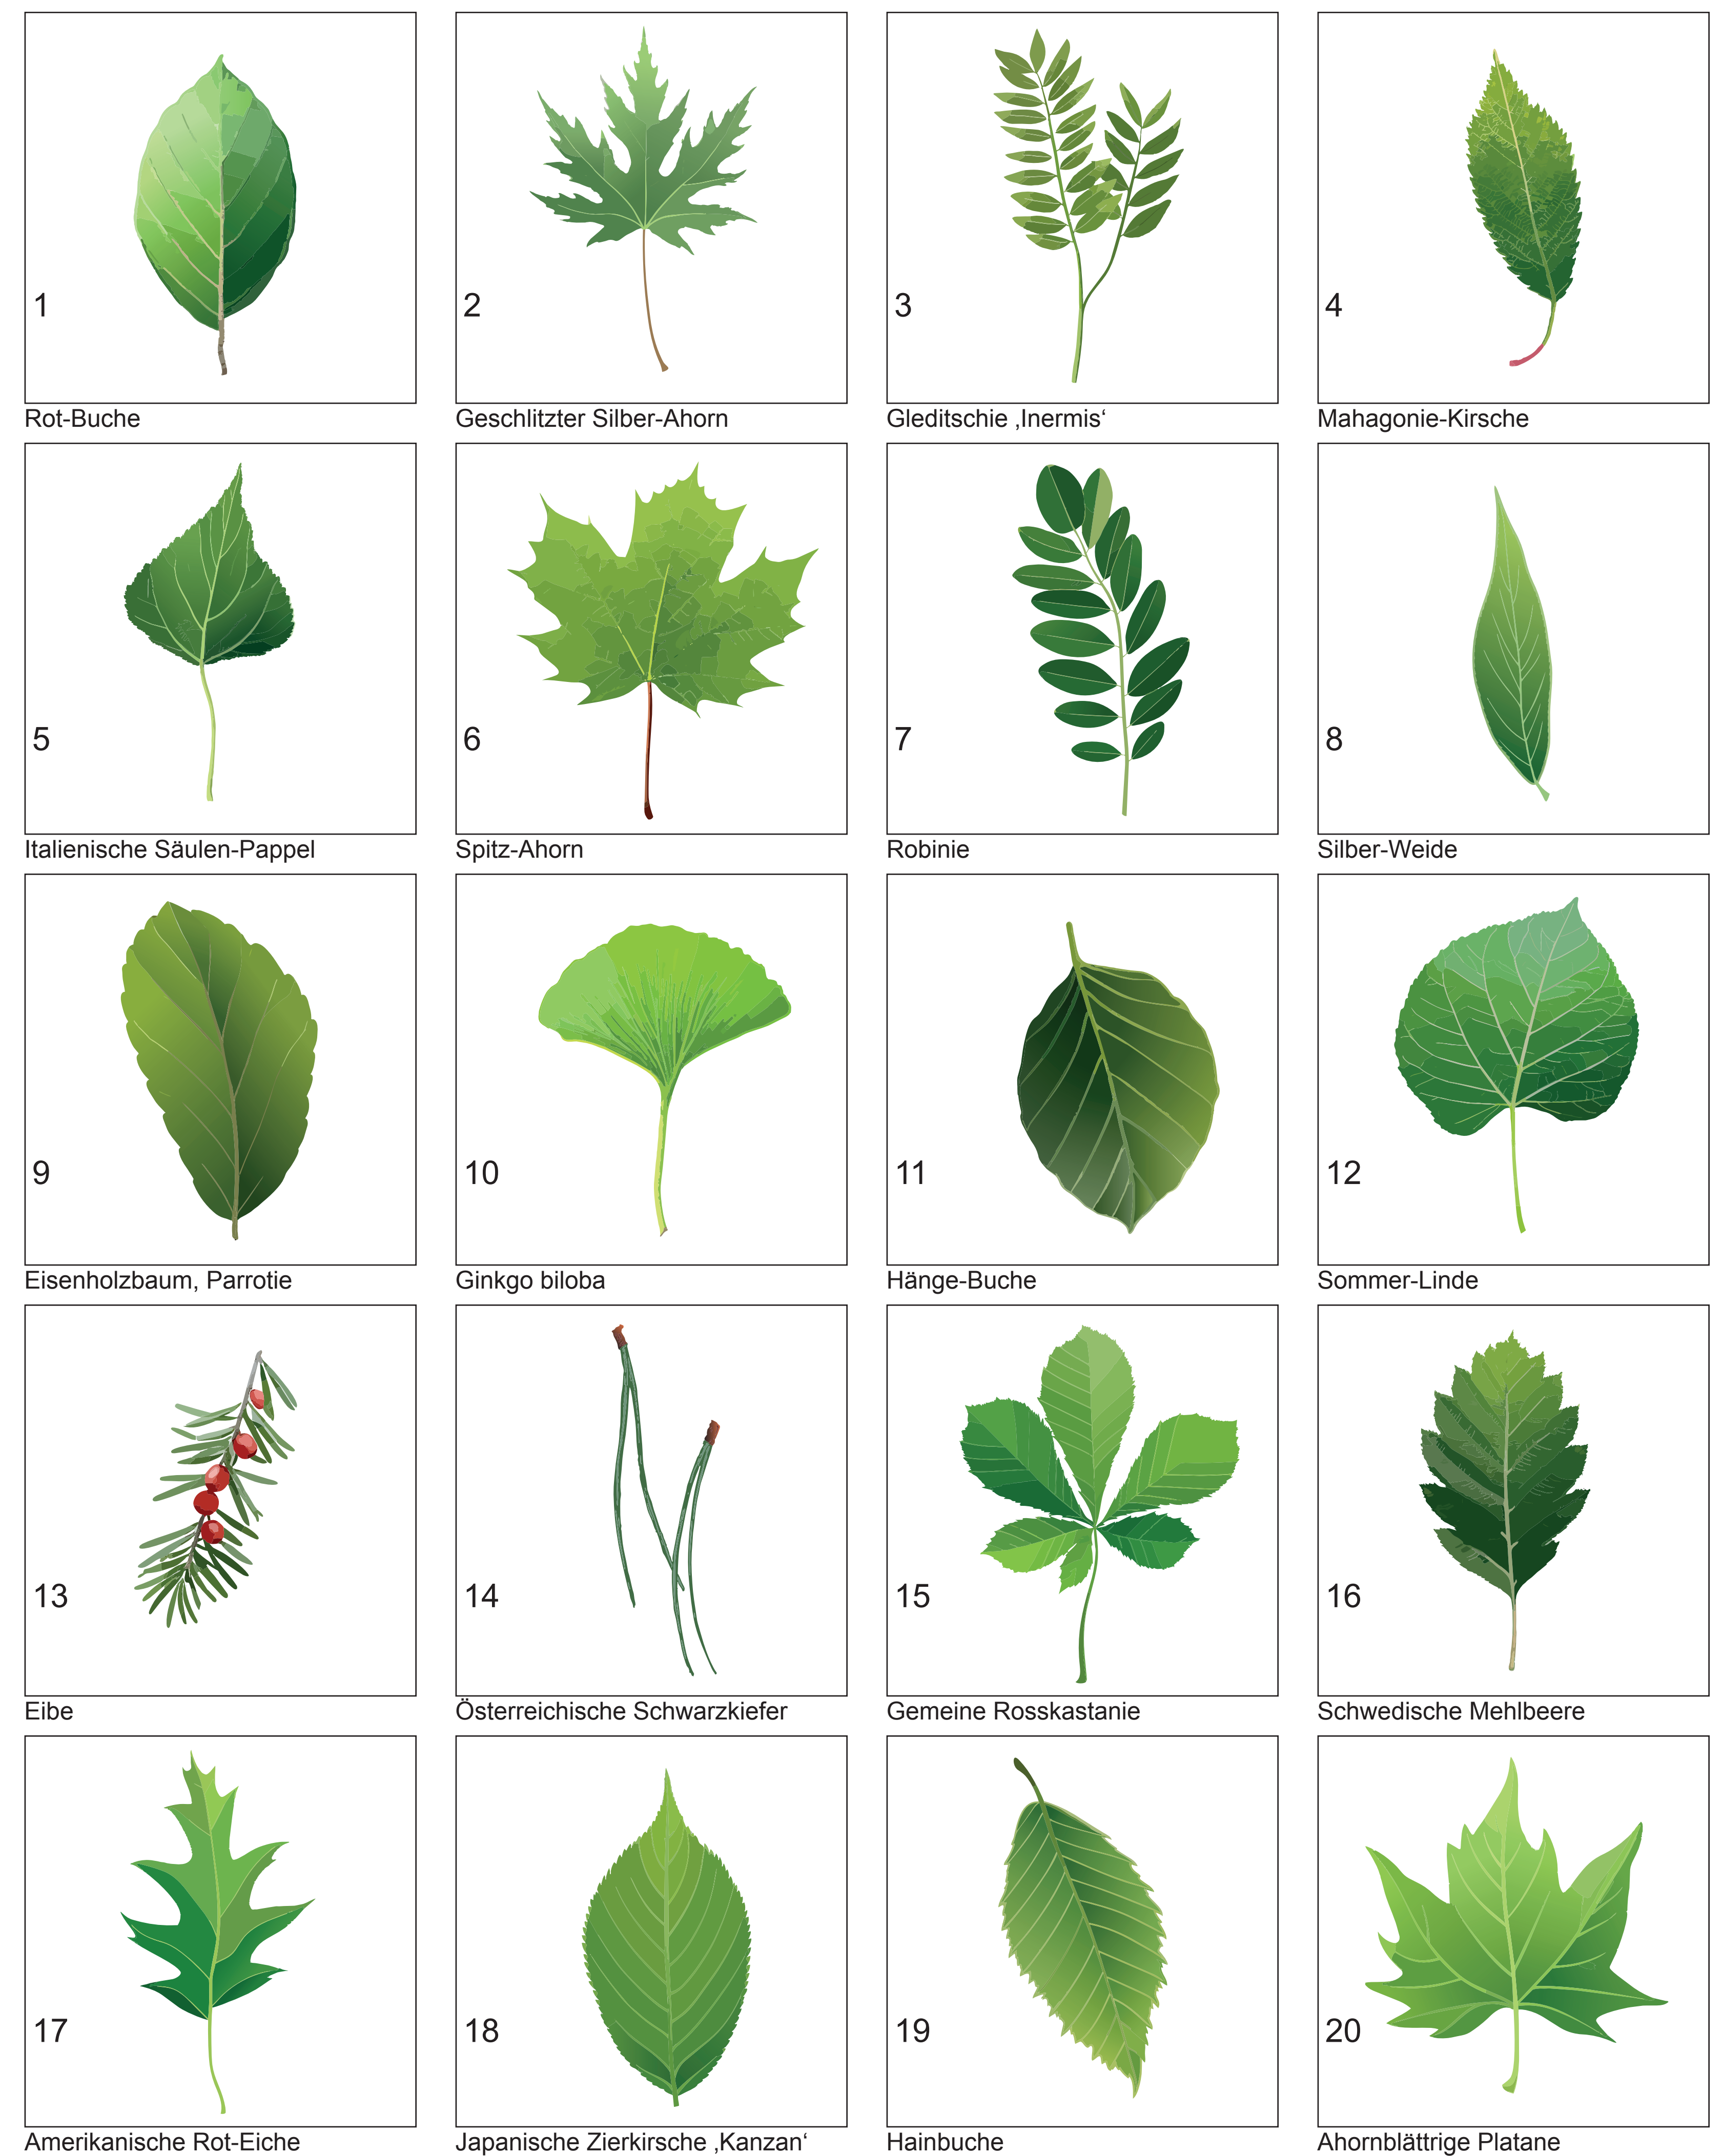 1
2
3
4
Rot-Buche
Geschlitzter Silber-Ahorn
Gleditschie ‚Inermis‘
Mahagonie-Kirsche
5
6
7
8
Italienische Säulen-Pappel
Spitz-Ahorn
Robinie
Silber-Weide
9
10
11
12
Eisenholzbaum, Parrotie
Ginkgo biloba
Hänge-Buche
Sommer-Linde
13
14
15
16
Eibe
Österreichische Schwarzkiefer
Gemeine Rosskastanie
Schwedische Mehlbeere
17
18
19
20
Amerikanische Rot-Eiche
Japanische Zierkirsche ‚Kanzan‘
Hainbuche
Ahornblättrige Platane